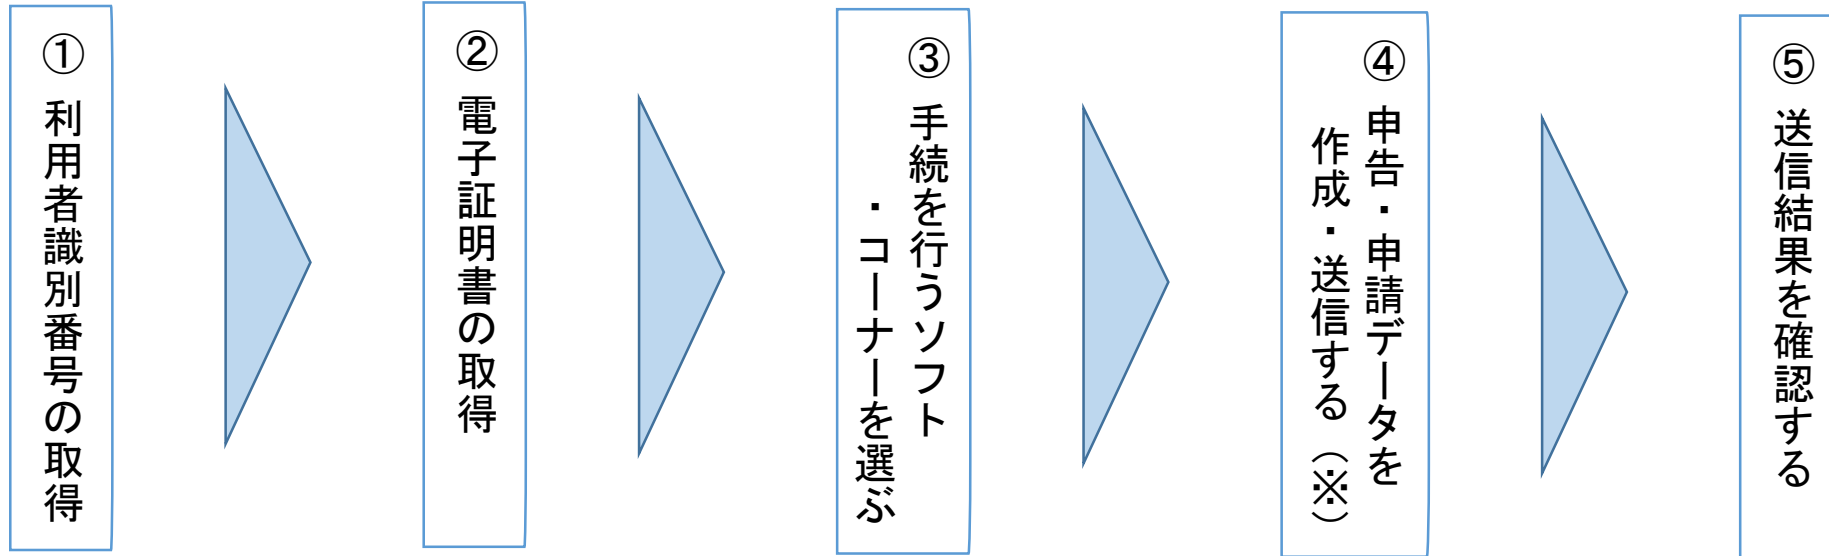 ① 利用者識別番号の取得
② 電子証明書の取得
③ 手続を行うソフト
・コーナーを選ぶ
④ 申告・申請データを
作成・送信する（※）
⑤ 送信結果を確認する